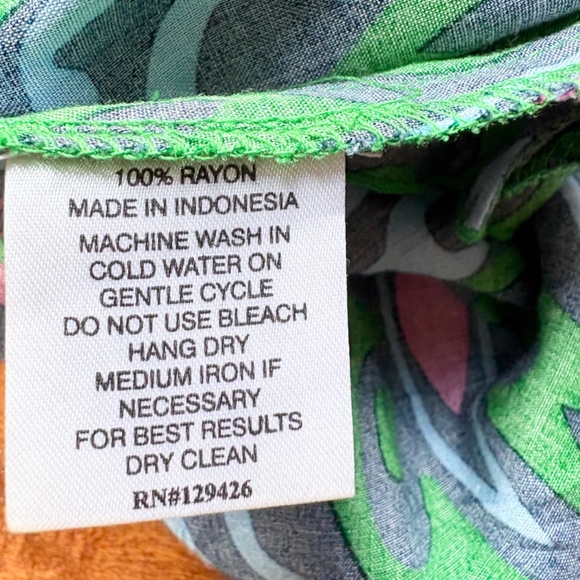 100% RAYON
MADE IN INDONESIA
MACHINE WASH IN
COLD WATER ON
GENTLE CYCLE
DO NOT USE BLEACH
HANG DRY
MEDIUM IRON IF
NECESSARY
FOR BEST RESULTS
DRY CLEAN
RN#129426